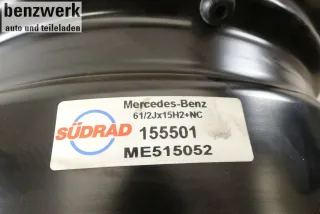 benzwerk
auto und teileladen
Mercedes-Benz
61/2Jx15H2+NC
SÜDRAD
155501
ME515052